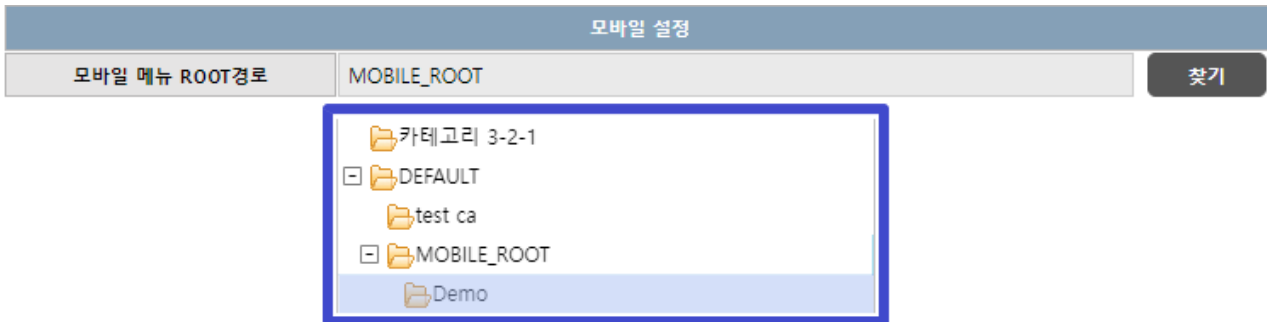 모바일 설정
모바일 메뉴 ROOT경로 MOBILE_ROOT 찾기
카테고리 3-2-1
DEFAULT
test ca
MOBILE_ROOT
Demo